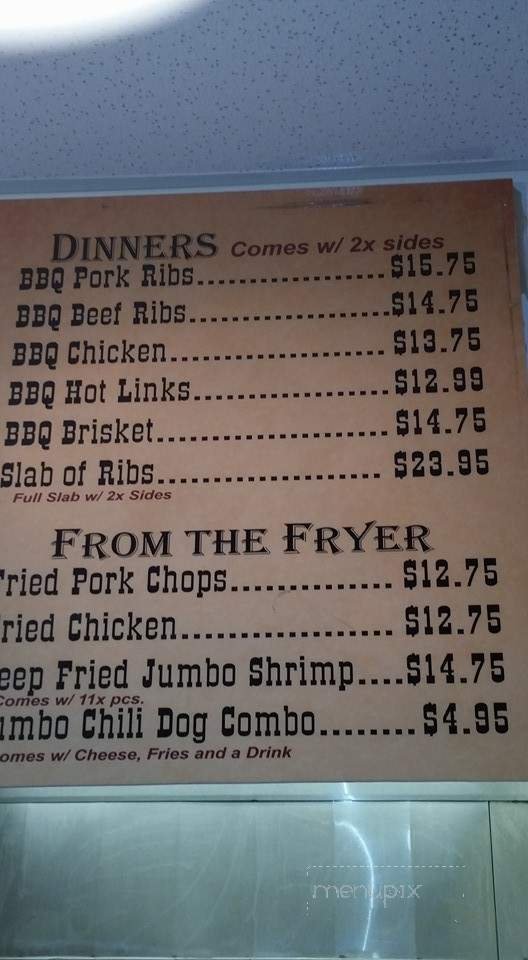 DINNERS Comes w/ 2x sides
BBQ Pork Ribs..................$15.75
BBQ Beef Ribs...................$14.75
BBQ Chicken..................... $13.75
BBQ Hot Links...................$12.99
BBQ Brisket...................... $14.75
Slab of Ribs..................... $23.95
Full Slab w/ 2x Sides
FROM THE FRYER
Fried Pork Chops.............. $12.75
ried Chicken................... $12.75
eep Fried Jumbo Shrimp....$14.75
Comes w/ 11x pcs.
umbo Chili Dog Combo........$4.95
omes w/ Cheese, Fries and a Drink
menupix